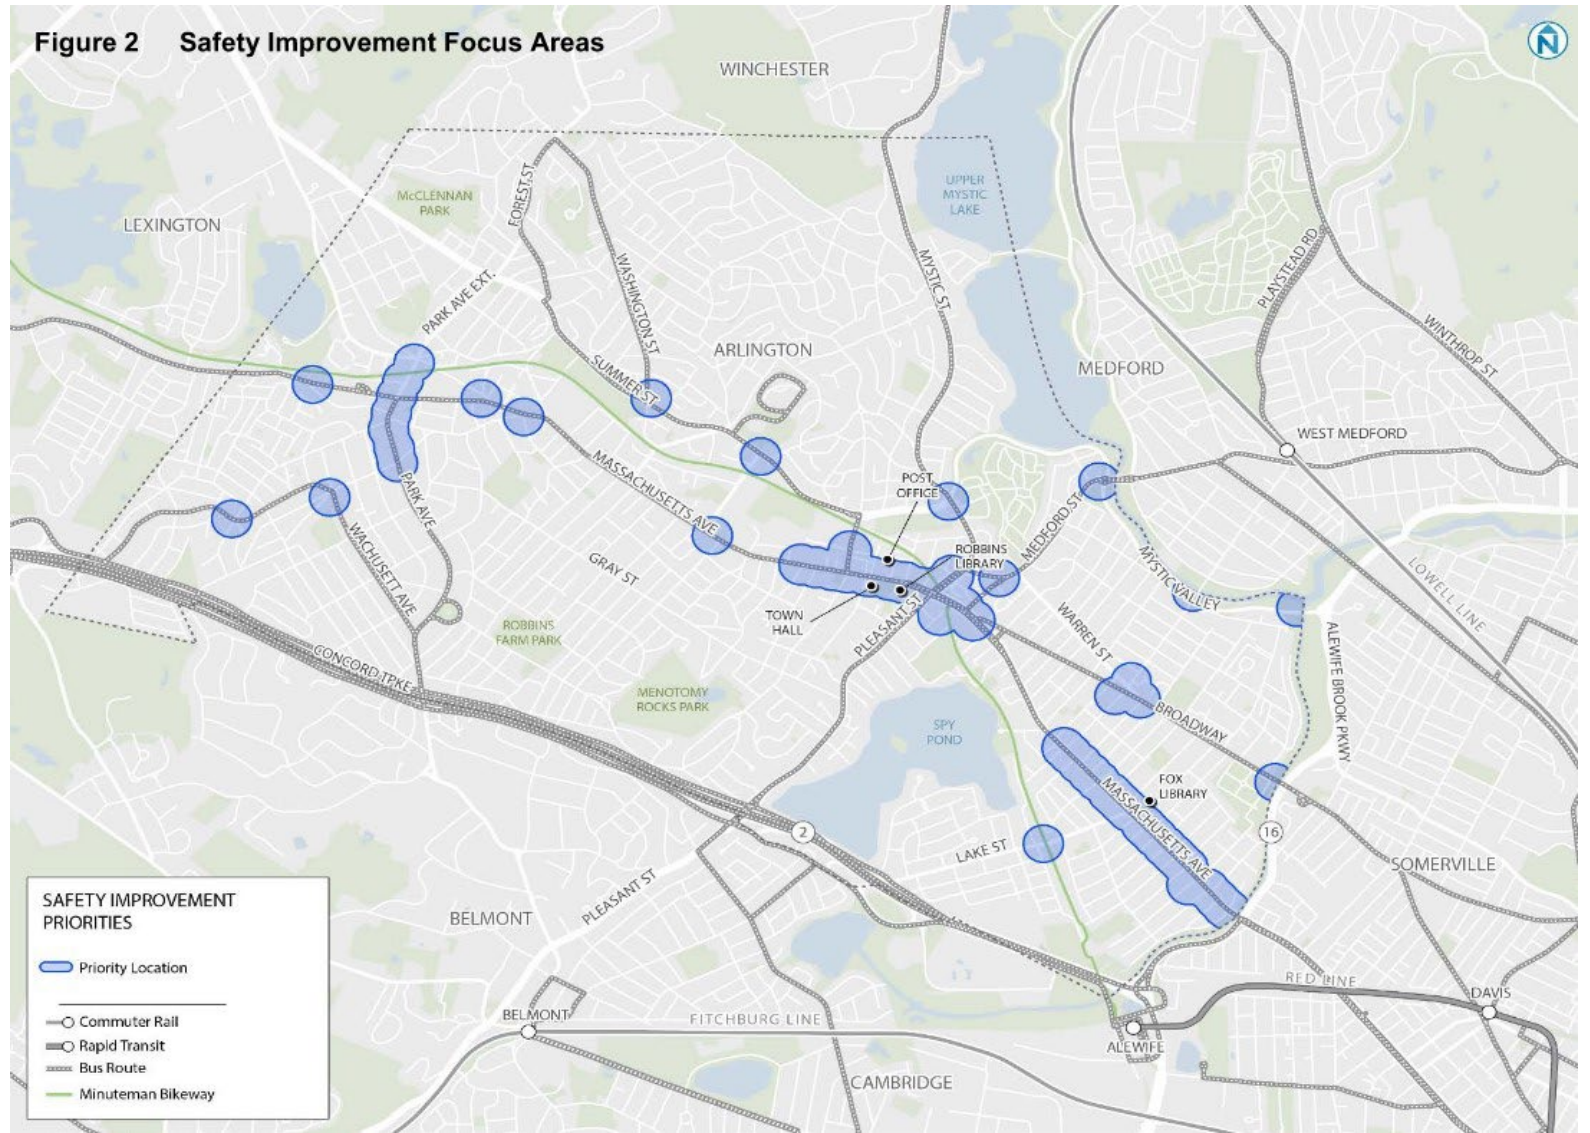 Figure 2 Safety Improvement Focus Areas
N
WINCHESTER
LEXINGTON
McCLENNAN
PARK
FOREST ST
UPPER
MYSTIC
LAKE
PARK AVE EXT.
WASHINGTON ST
MYSTIC ST
PLAYSTEAD RD
WINTHROP ST
SUMMER ST
ARLINGTON
MEDFORD
WEST MEDFORD
MASSACHUSETTS AVE
POST
OFFICE
PARK AVE
WACHUSETT AVE
GRAY ST
ROBBINS
LIBRARY
MEDFORD ST
MYSTIC VALLEY
LOWELL LINE
TOWN
HALL
PLEASANT ST
WARREN ST
ROBBINS
FARM PARK
CONCORD TPKE
MENOTOMY
ROCKS PARK
SPY
POND
BROADWAY
ALEWIFE BROOK PKWY
FOX
LIBRARY
MASSACHUSETTS AVE
2
16
LAKE ST
SOMERVILLE
PLEASANT ST
BELMONT
SAFETY IMPROVEMENT
PRIORITIES
Priority Location
Commuter Rail
Rapid Transit
Bus Route
Minuteman Bikeway
BELMONT
FITCHBURG LINE
RED LINE
DAVIS
ALEWIFE
CAMBRIDGE